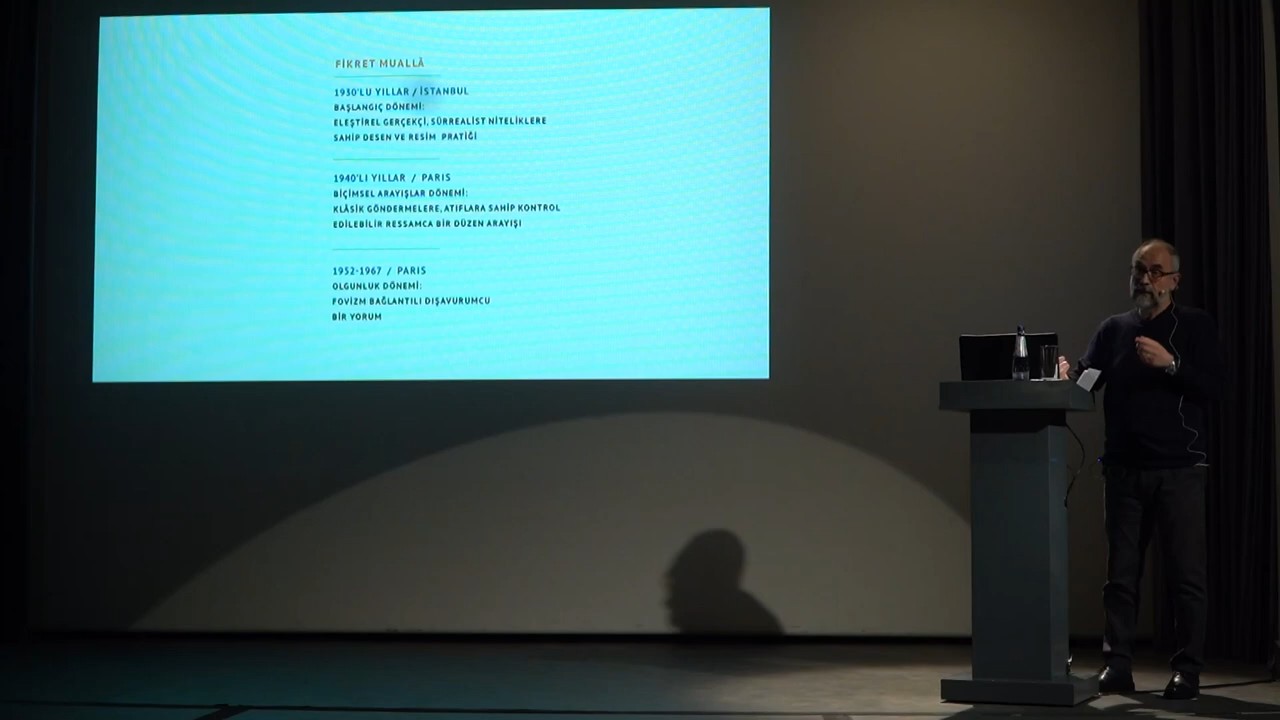 FİKRET MUALLÂ
1930'LU YILLAR / İSTANBUL
BAŞLANGIÇ DÖNEMİ:
ELEŞTİREL GERÇEKÇİ, SÜRREALİST NİTELİKLERE
SAHİP DESEN VE RESİM PRATİĞİ
1940'LI YILLAR / PARIS
BİÇİMSEL ARAYIŞLAR DÖNEMİ:
KLÂSİK GÖNDERMELERE, ATIFLARA SAHİP KONTROL
EDİLEBİLİR RESSAMCA BİR DÜZEN ARAYIŞI
1952-1967 / PARIS
OLGUNLUK DÖNEMİ:
FOVİZM BAĞLANTILI DIŞAVURUMCU
BİR YORUM